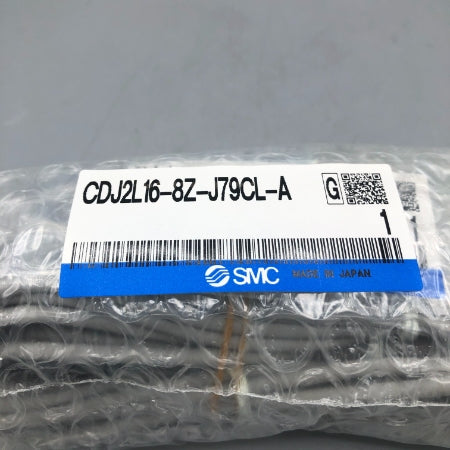 CDJ2L16-8Z-J79CL-A
G
1
SMC MADE IN JAPAN